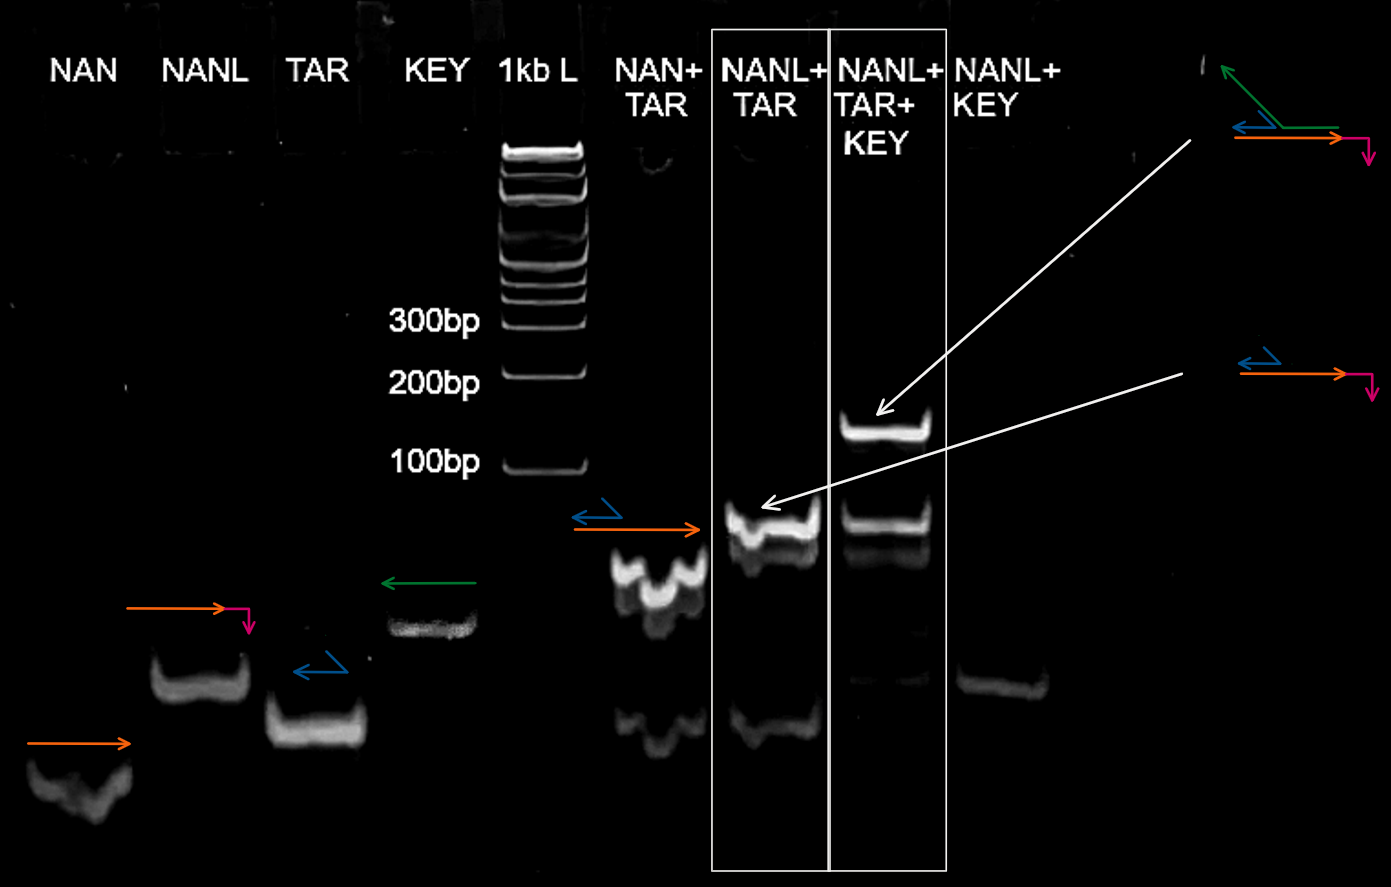 NAN NANL TAR KEY 1kb L NAN+ NANL+ NANL+ NANL+
TAR TAR TAR+ KEY
KEY
300bp
200bp
100bp